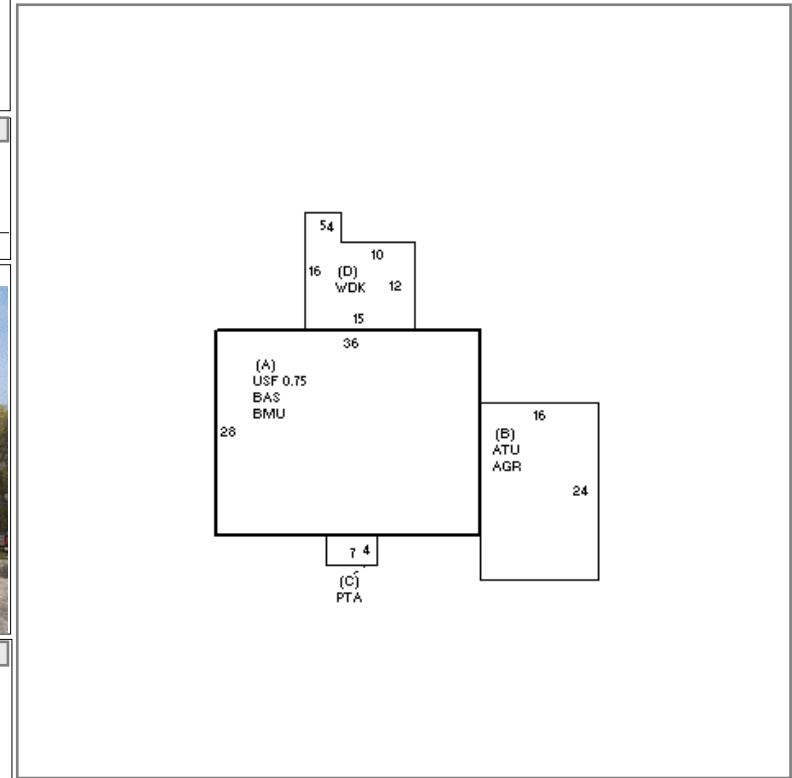 54
10
16 (D)
WDK 12
15
36
(A)
USF 0.75
BAS
BMU
28
16
(B)
ATU
AGR
24
7 4
(C)
PTA